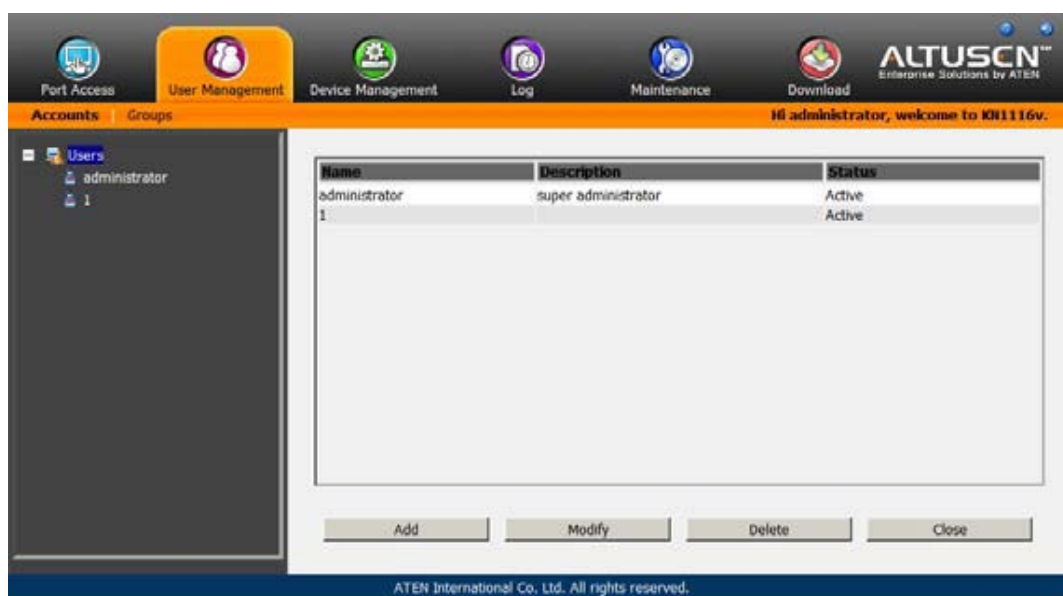 ALTUSEN™
Enterprise Solutions by ATEN
Port Access User Management Device Management Log Maintenance Download
Accounts Groups Hi administrator, welcome to KN1116v.
Users
administrator
1
Name Description Status
administrator super administrator Active
1 Active
Add Modify Delete Close
ATEN International Co. Ltd. All rights reserved.